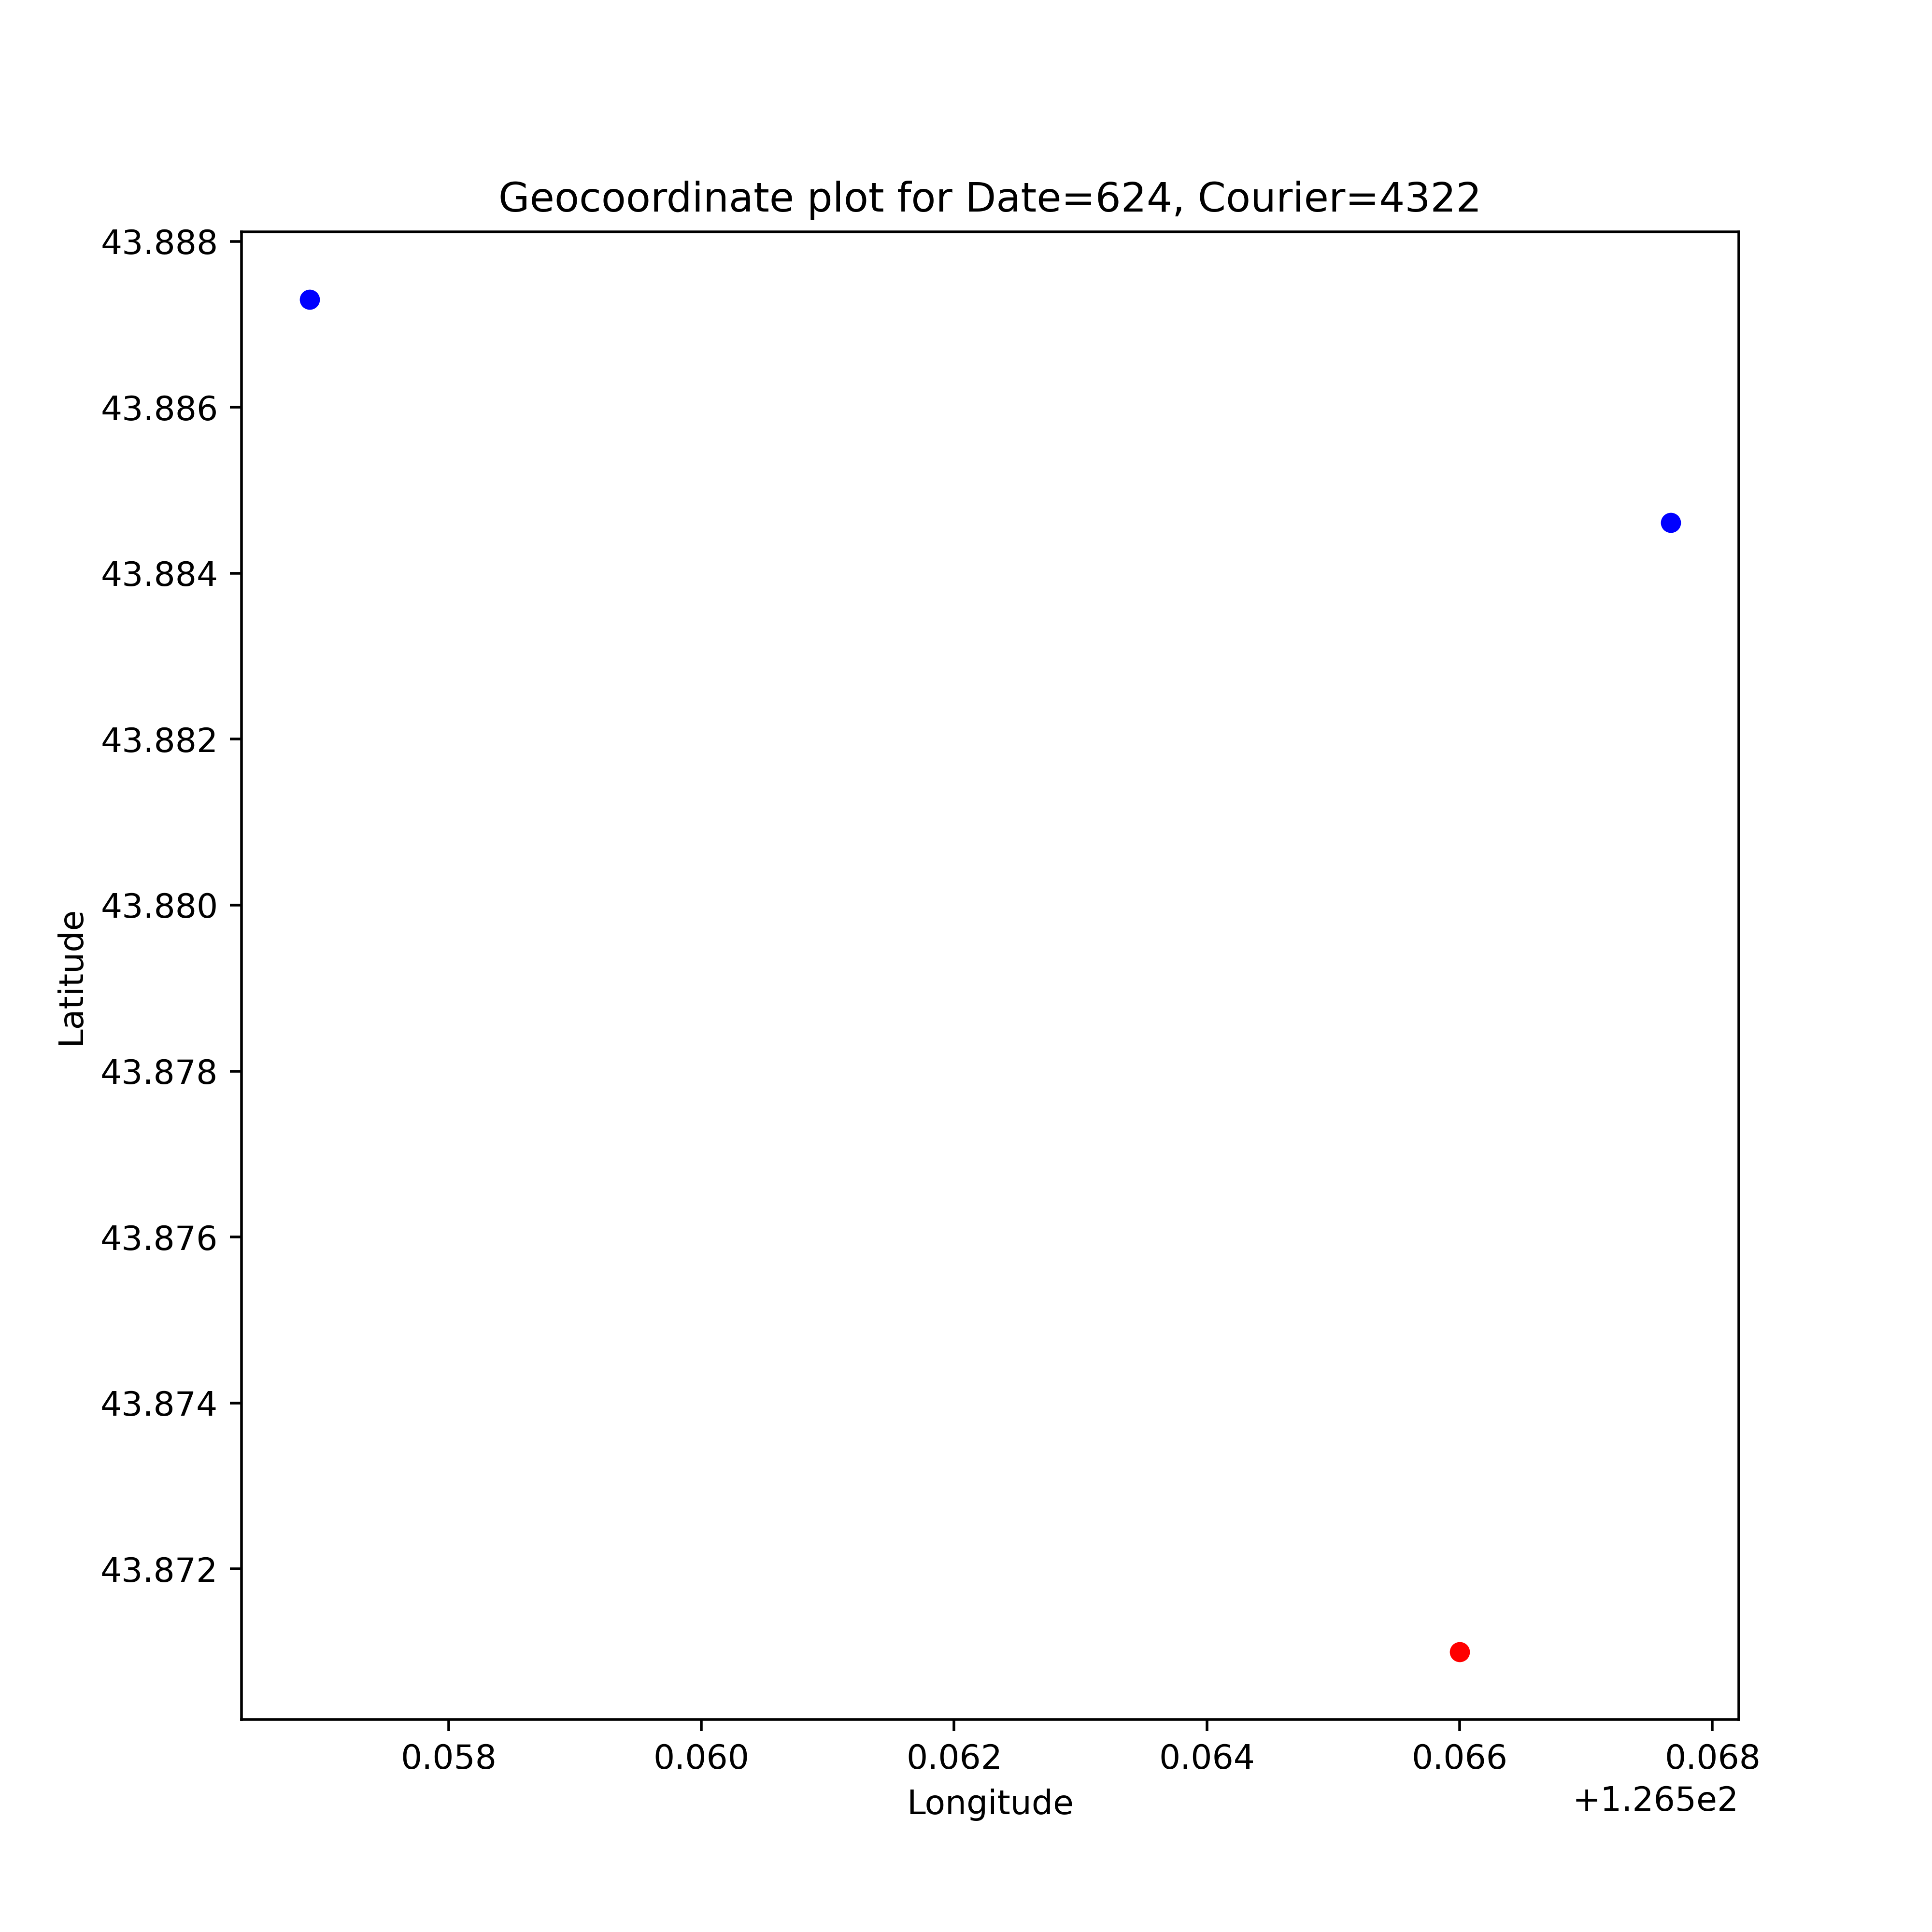 Geocoordinate plot for Date=624, Courier=4322
43.888
43.886
43.884
43.882
43.880
43.878
43.876
43.874
43.872
Latitude
0.058 0.060 0.062 0.064 0.066 0.068
+1.265e2
Longitude